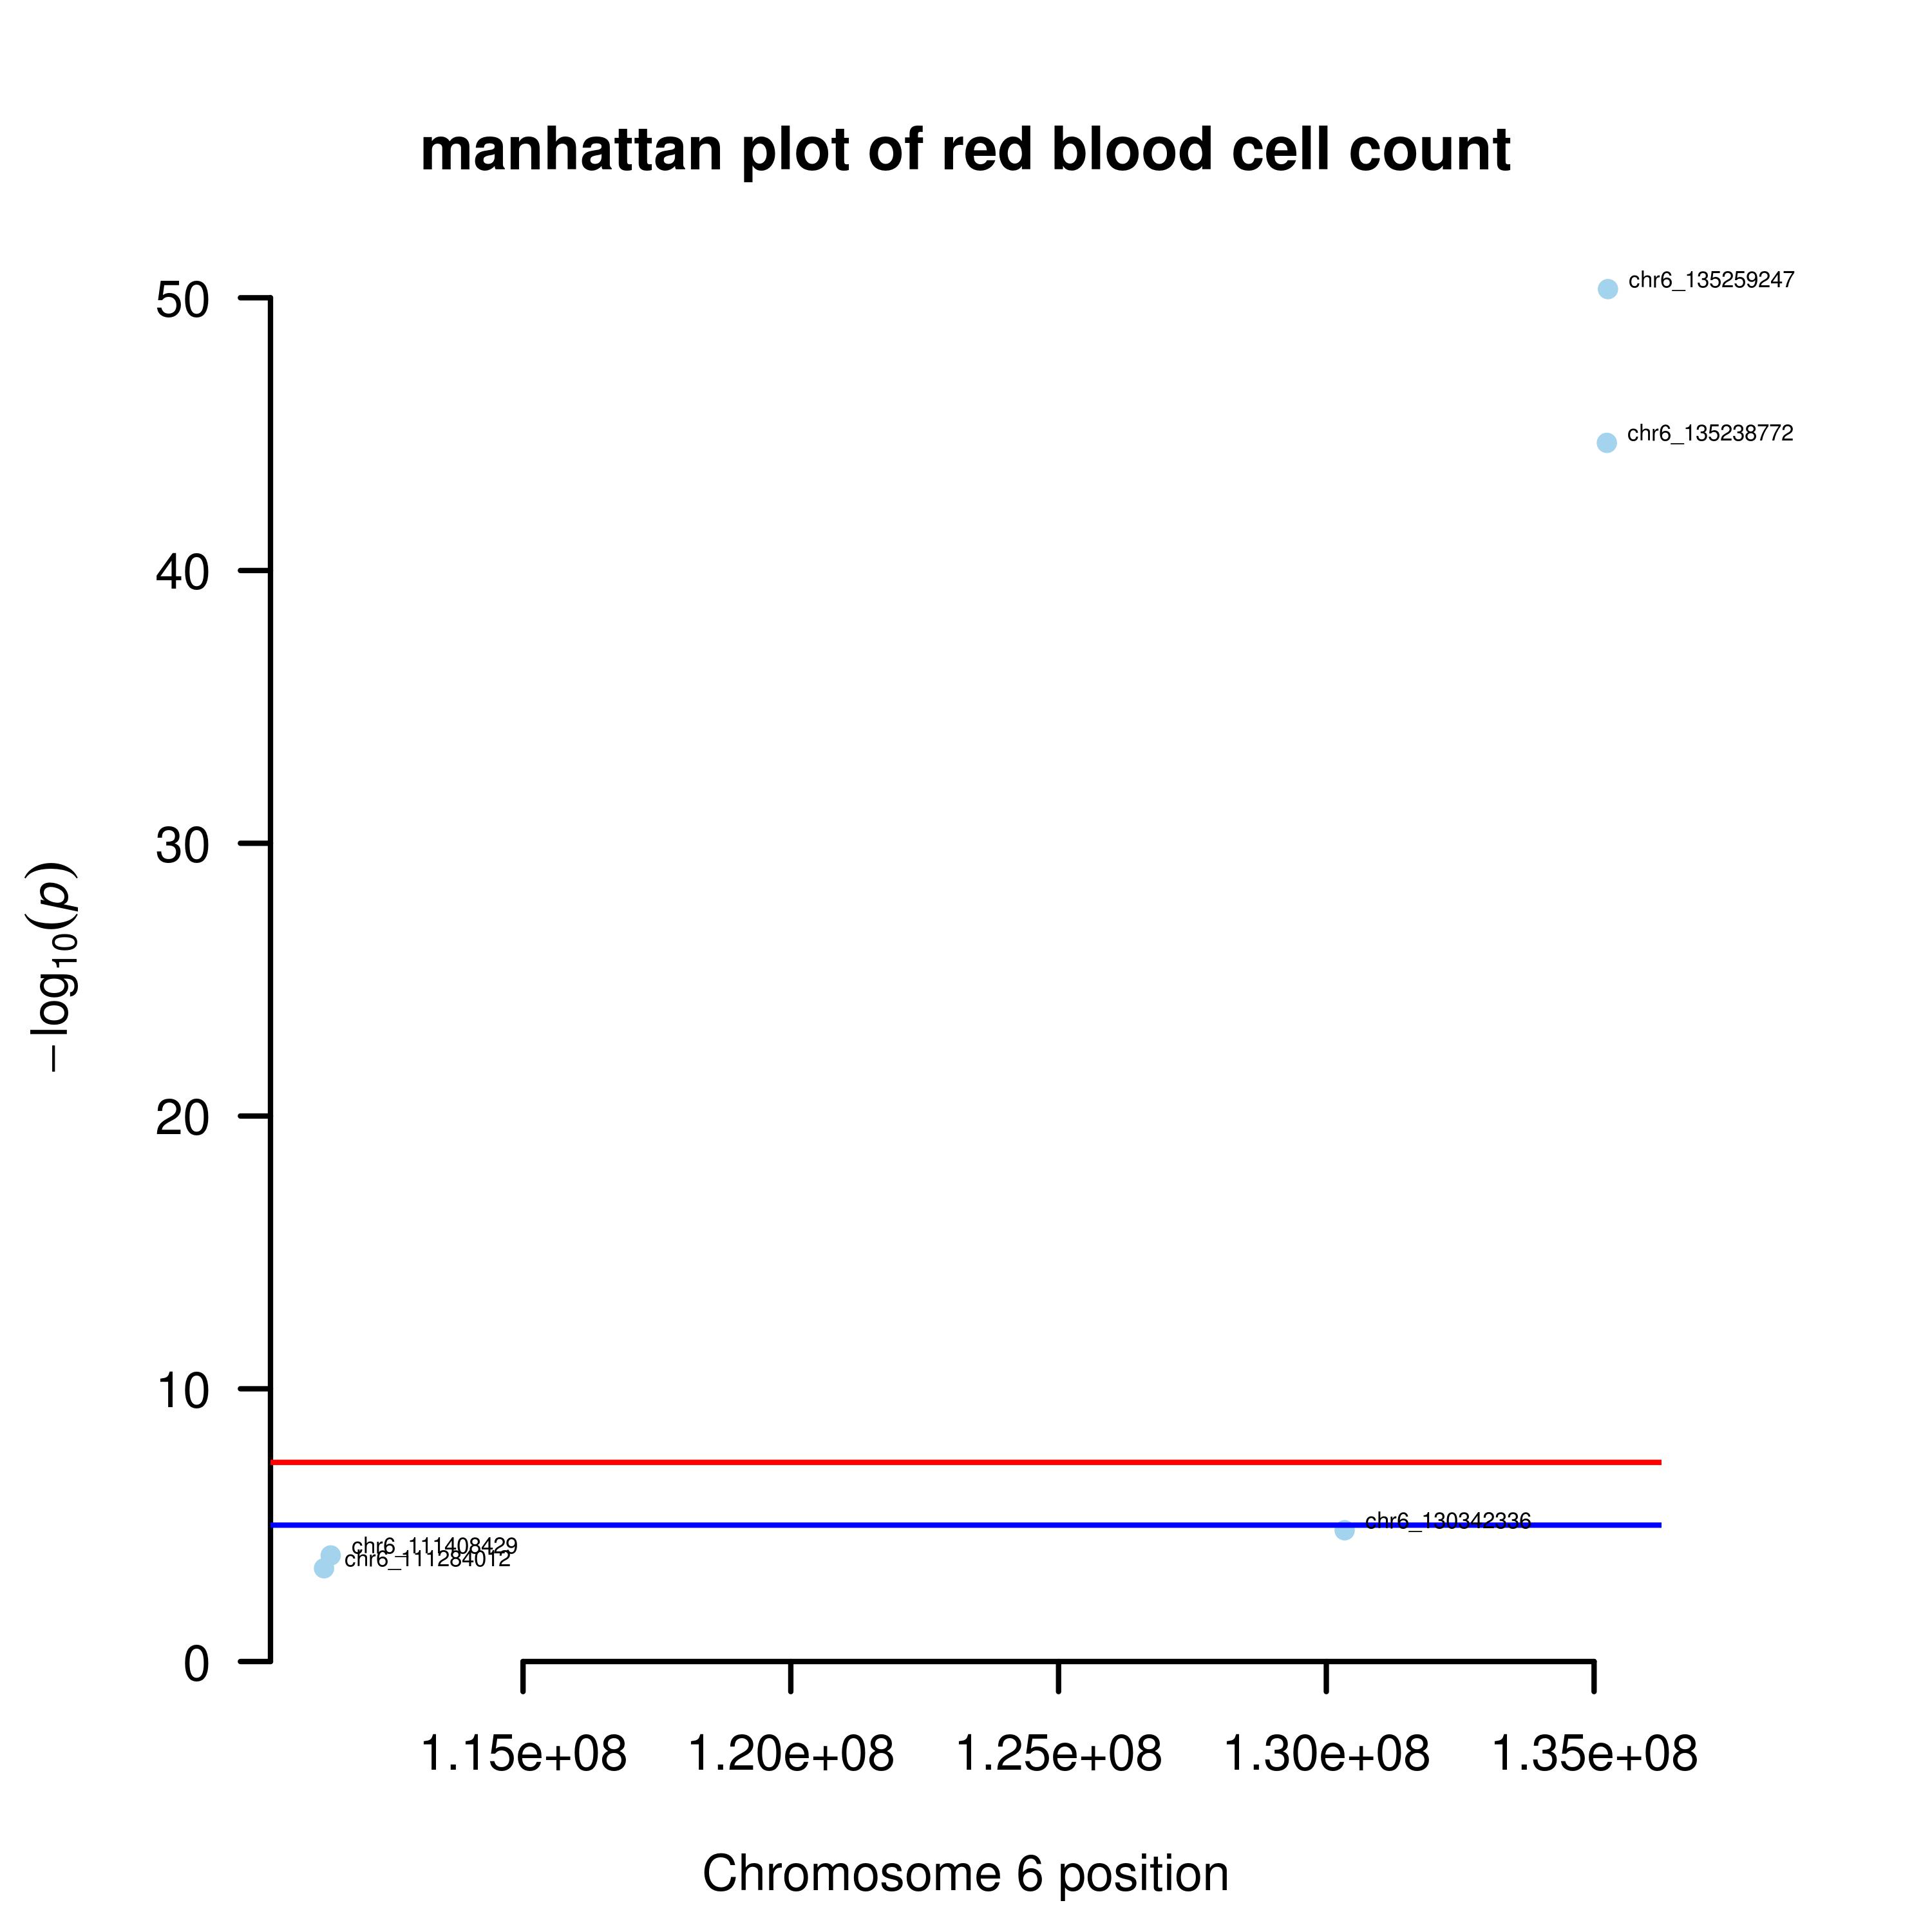 manhattan plot of red blood cell count
50
chr6_135259247
chr6_135238772
40
30
−log10(p)
20
10
chr6_130342336
chr6_111408429
chr6_111284012
0
1.15e+08 1.20e+08 1.25e+08 1.30e+08 1.35e+08
Chromosome 6 position